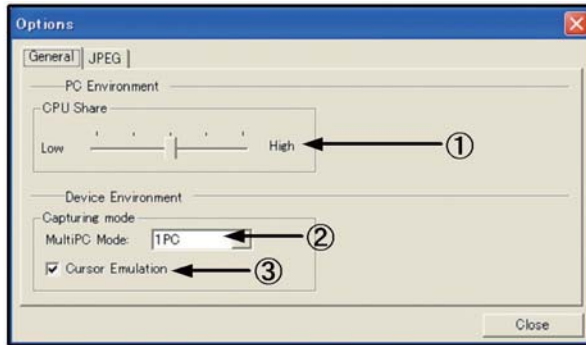 Options
General JPEG
PC Environment
CPU Share
Low High ①
Device Environment
Capturing mode
MultiPC Mode: 1PC ②
Cursor Emulation ③
Close